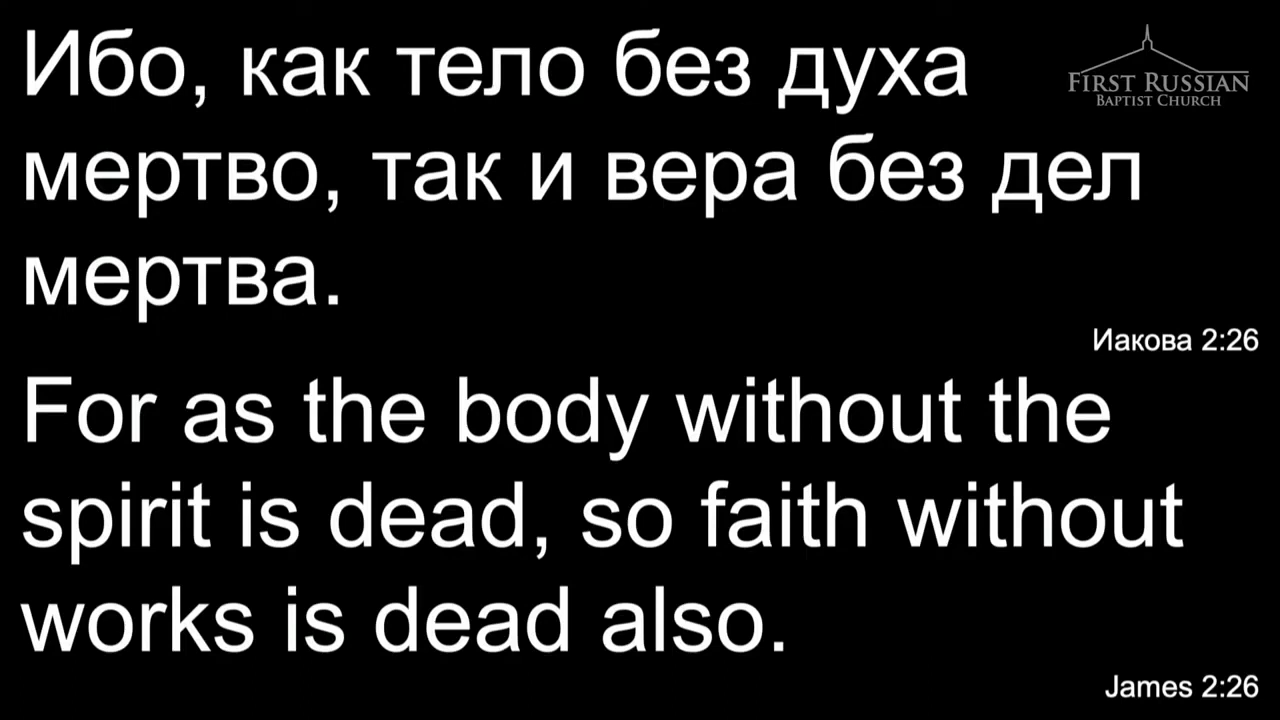 Ибо, как тело без духа
FIRST RUSSIAN
BAPTIST CHURCH
мертво, так и вера без дел
мертва.
Иакова 2:26
For as the body without the
spirit is dead, so faith without
works is dead also.
James 2:26